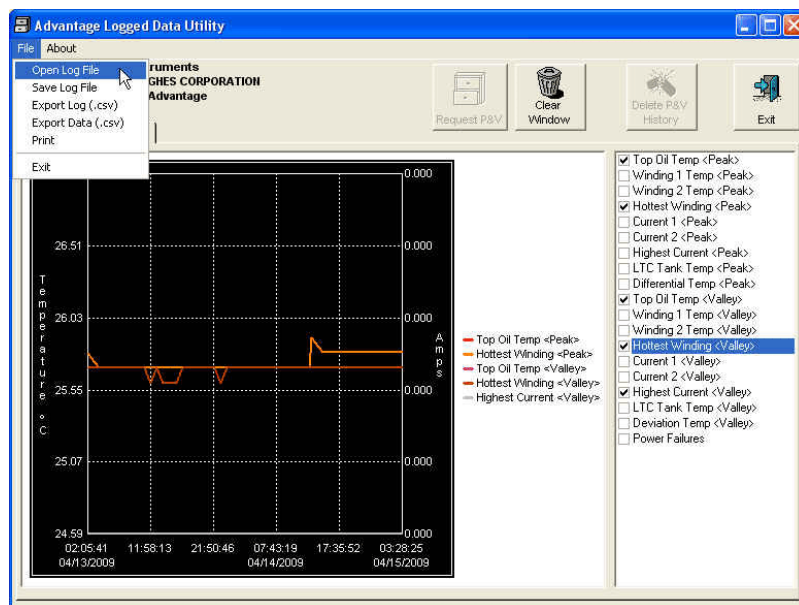 Advantage Logged Data Utility
File About
Open Log File
Save Log File
Export Log (.csv)
Export Data (.csv)
Print
Exit
ruments
GHES CORPORATION
Advantage
Request P&V
Clear
Window
Delete P&V
History
Exit
0.000
26.51
0.000
26.03
0.000
25.55
0.000
25.07
0.000
24.59
0.000
Temperature °C
Amps
02:05:41
04/13/2009
11:58:13
21:50:46
07:43:19
04/14/2009
17:35:52
03:28:25
04/15/2009
Top Oil Temp <Peak>
Hottest Winding <Peak>
Top Oil Temp <Valley>
Hottest Winding <Valley>
Highest Current <Valley>
Top Oil Temp <Peak>
Winding 1 Temp <Peak>
Winding 2 Temp <Peak>
Hottest Winding <Peak>
Current 1 <Peak>
Current 2 <Peak>
Highest Current <Peak>
LTC Tank Temp <Peak>
Differential Temp <Peak>
Top Oil Temp <Valley>
Winding 1 Temp <Valley>
Winding 2 Temp <Valley>
Hottest Winding <Valley>
Current 1 <Valley>
Current 2 <Valley>
Highest Current <Valley>
LTC Tank Temp <Valley>
Deviation Temp <Valley>
Power Failures